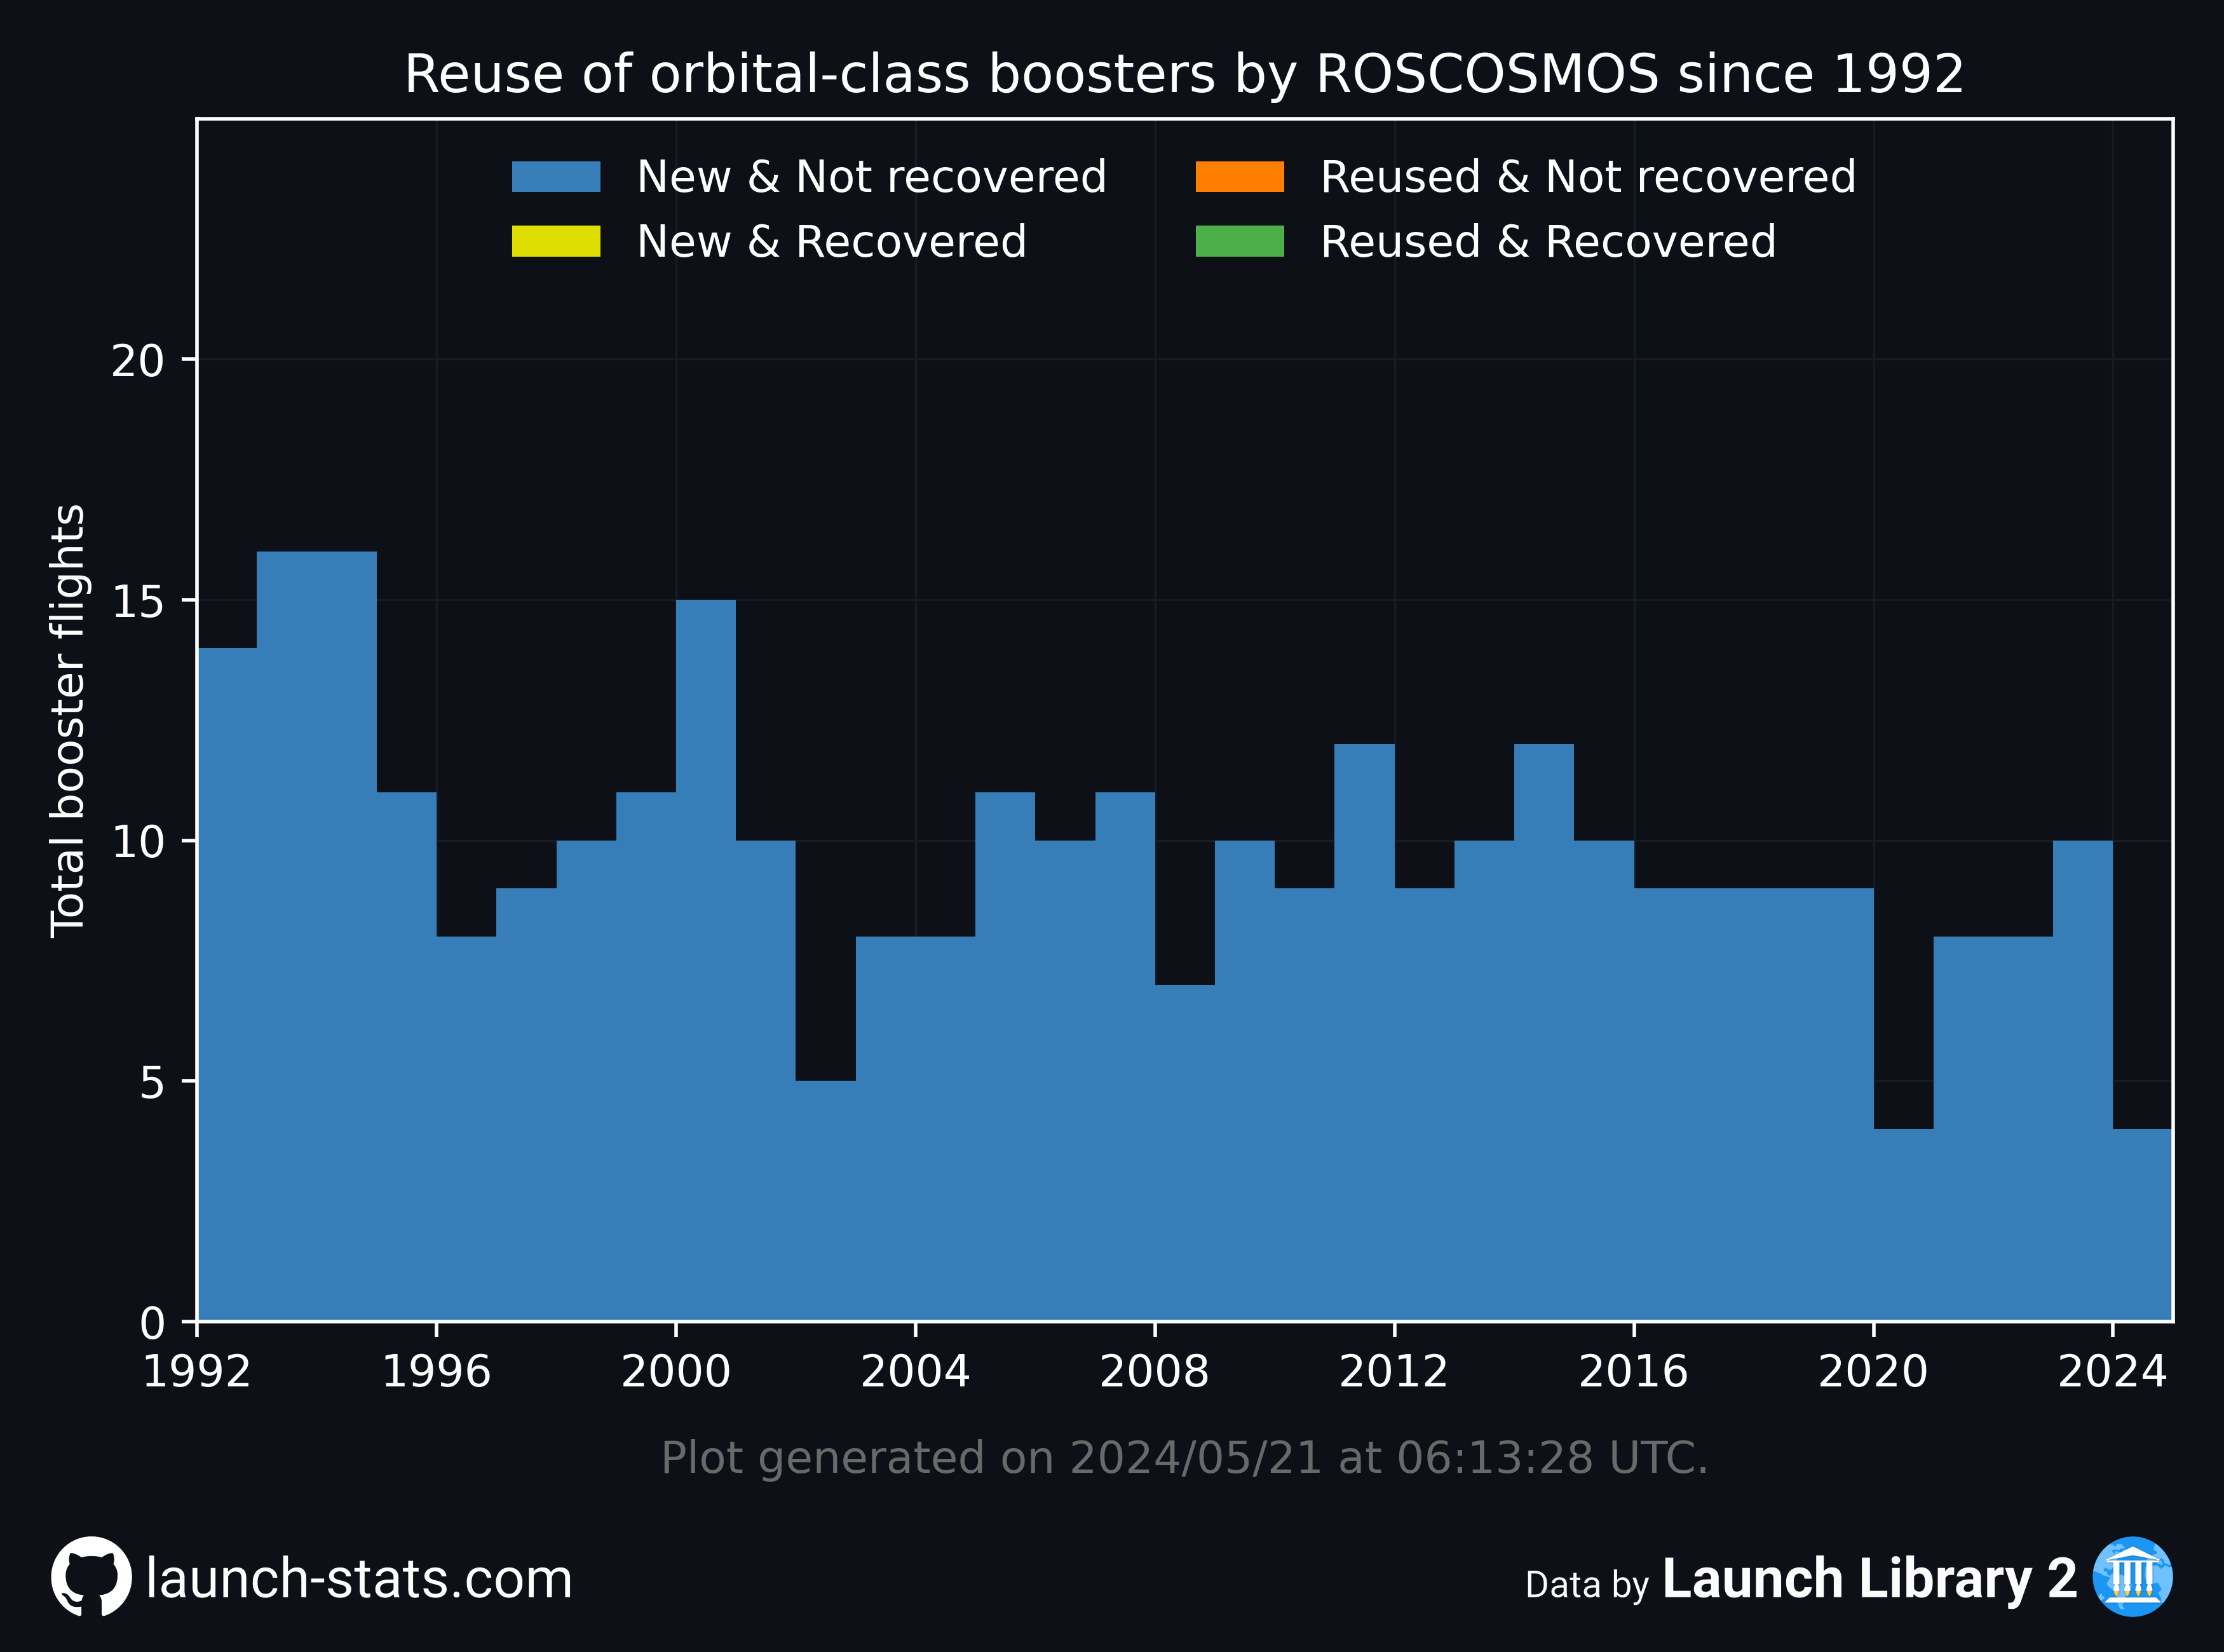 Reuse of orbital-class boosters by ROSCOSMOS since 1992
New & Not recovered
New & Recovered
Reused & Not recovered
Reused & Recovered
Total booster flights
20
15
10
5
0
1992 1996 2000 2004 2008 2012 2016 2020 2024
Plot generated on 2024/05/21 at 06:13:28 UTC.
launch-stats.com
Data by Launch Library 2